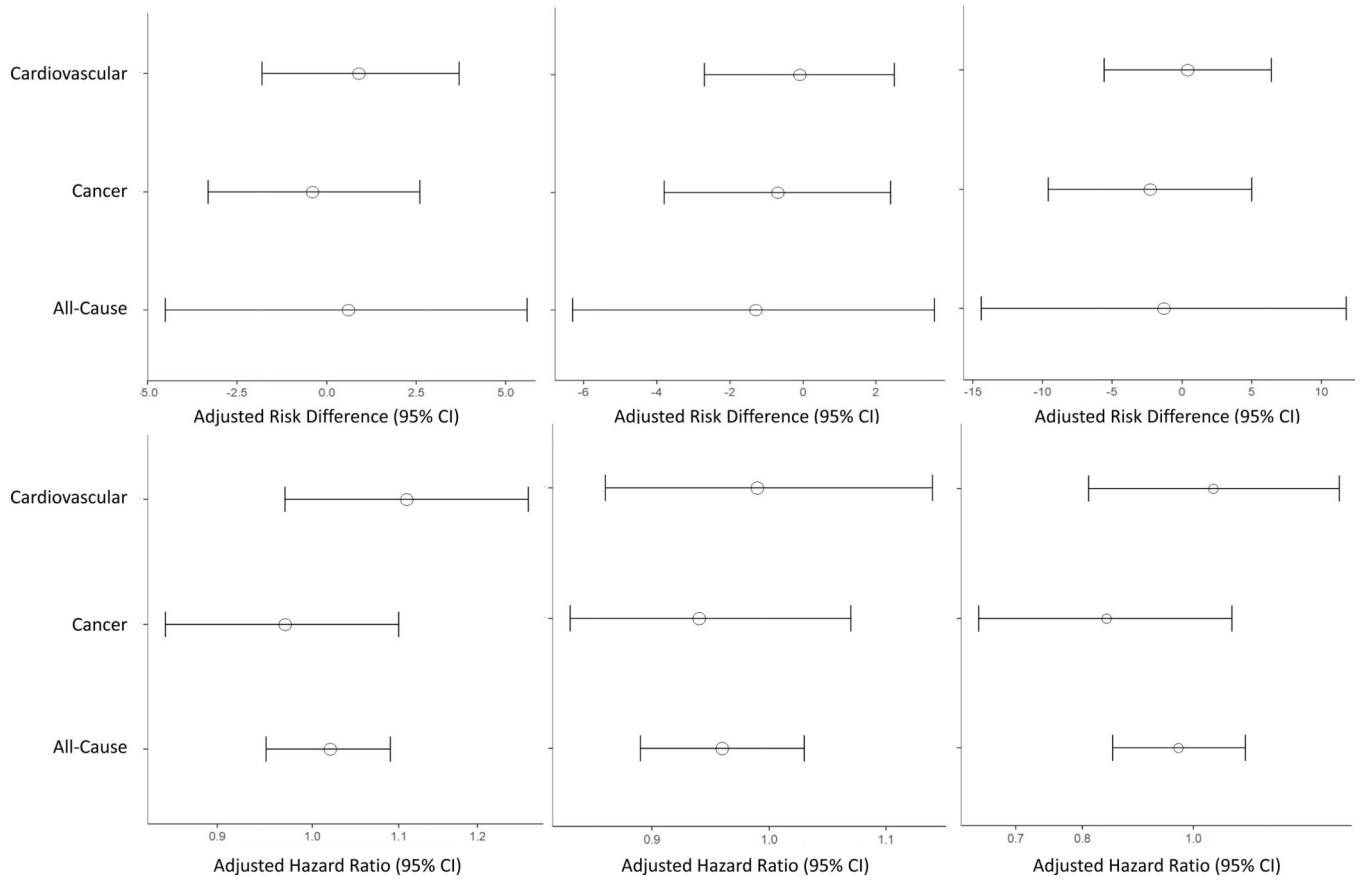 Cardiovascular
Cancer
All-Cause
-5.0 -2.5 0.0 2.5 5.0
Adjusted Risk Difference (95% CI)
-6 -4 -2 0 2
Adjusted Risk Difference (95% CI)
-15 -10 -5 0 5 10
Adjusted Risk Difference (95% CI)
Cardiovascular
Cancer
All-Cause
0.9 1.0 1.1 1.2
Adjusted Hazard Ratio (95% CI)
0.9 1.0 1.1
Adjusted Hazard Ratio (95% CI)
0.7 0.8 1.0
Adjusted Hazard Ratio (95% CI)